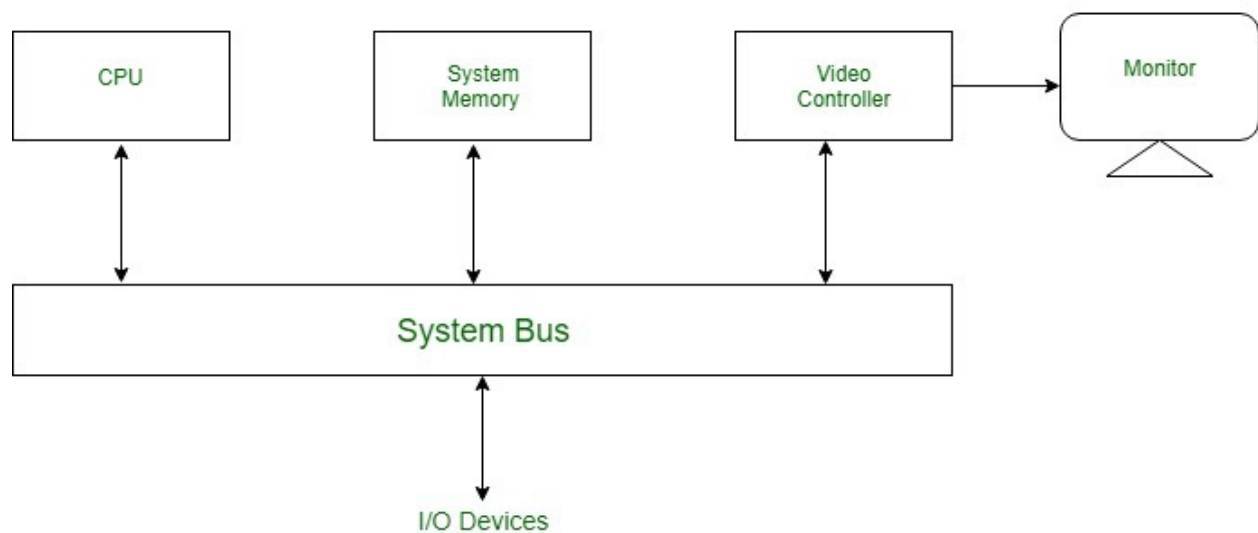 CPU
System
Memory
Video
Controller
Monitor
System Bus
I/O Devices